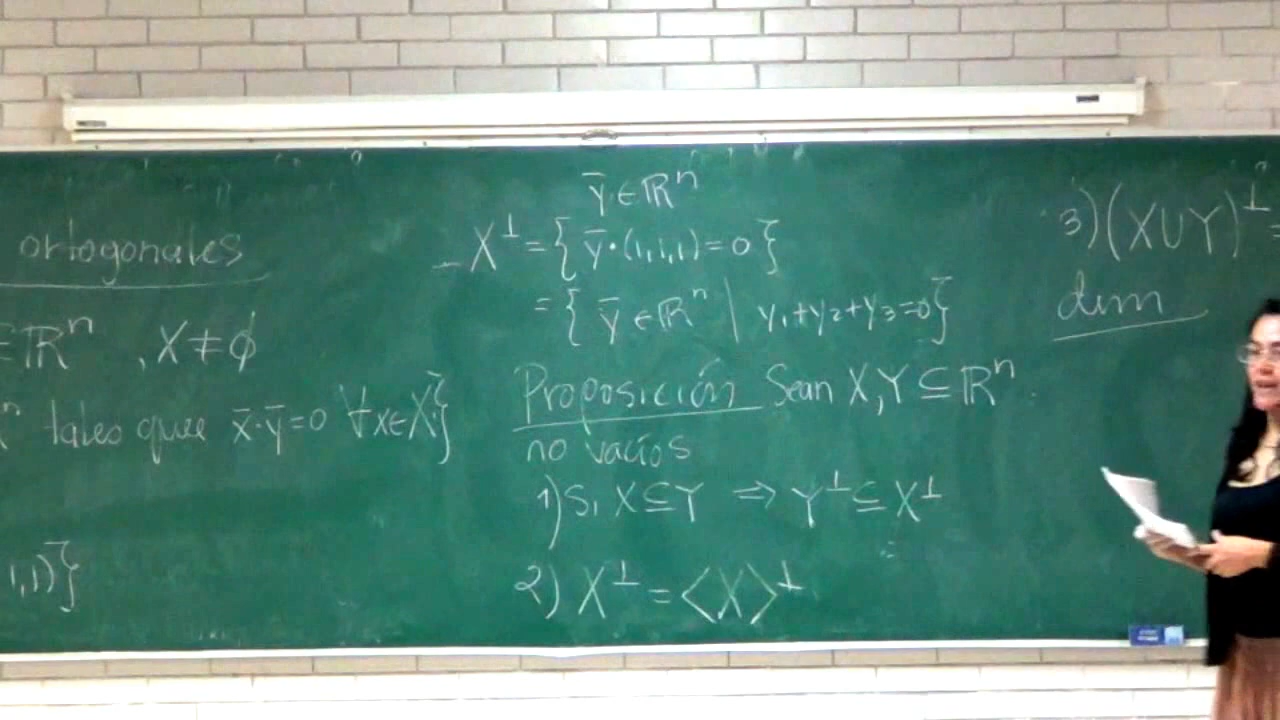 ortogonales
∈ℝⁿ , X ≠ ∅
ⁿ tales que x̄·ȳ=0 ∀x∈X}
1,1)}
ȳ∈ℝⁿ
X^⊥ = { ȳ·(1,1,1)=0 }
= { ȳ∈ℝⁿ | y₁+y₂+y₃=0 }
Proposición Sean X,Y ⊆ ℝⁿ
no vacíos
1) Si X⊆Y ⇒ Y^⊥ ⊆ X^⊥
2) X^⊥ = <X>^⊥
3) (X∪Y)^⊥ =
dem